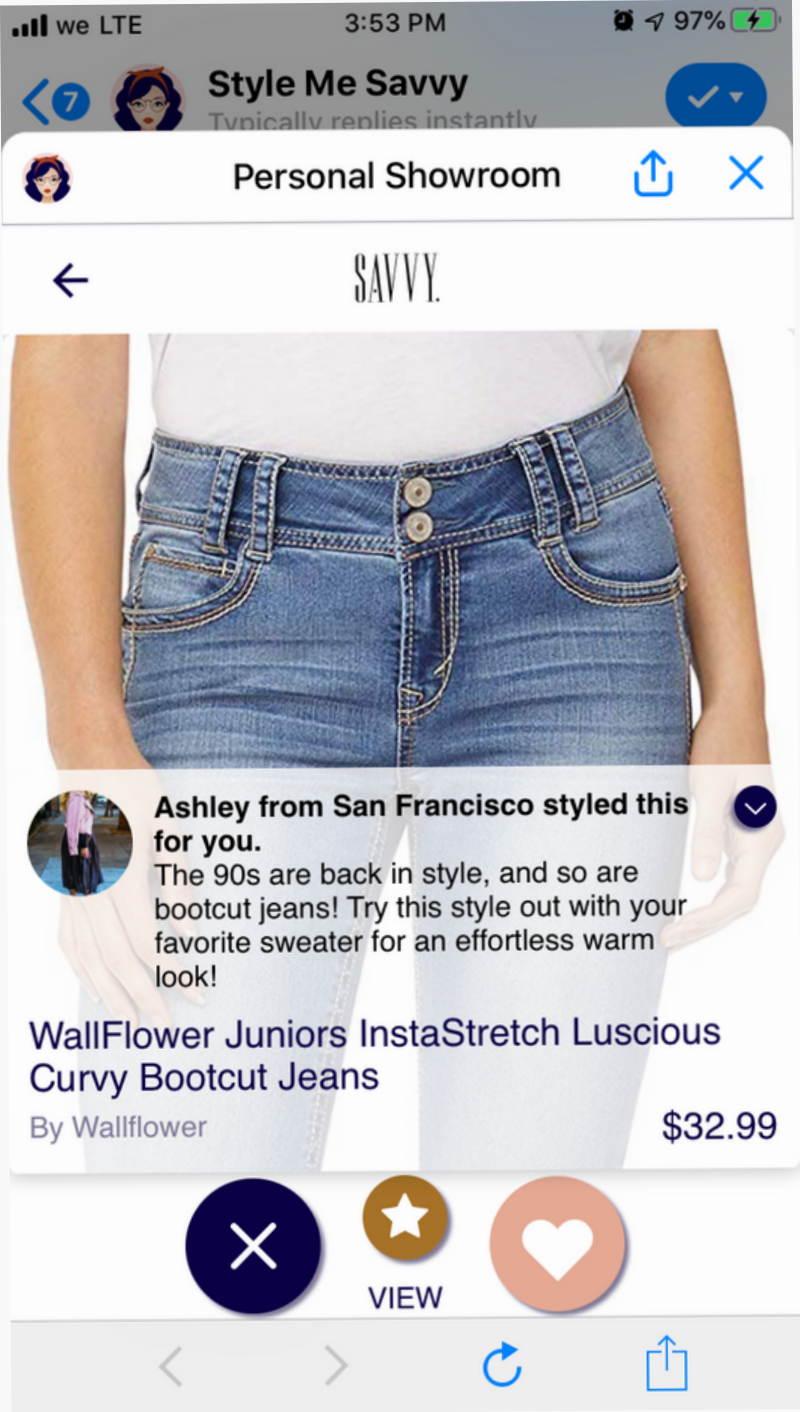 we LTE 3:53 PM 97%
7 Style Me Savvy
Typically replies instantly
Personal Showroom
SAVVY.
Ashley from San Francisco styled this
for you.
The 90s are back in style, and so are
bootcut jeans! Try this style out with your
favorite sweater for an effortless warm
look!
WallFlower Juniors InstaStretch Luscious
Curvy Bootcut Jeans
By Wallflower $32.99
VIEW